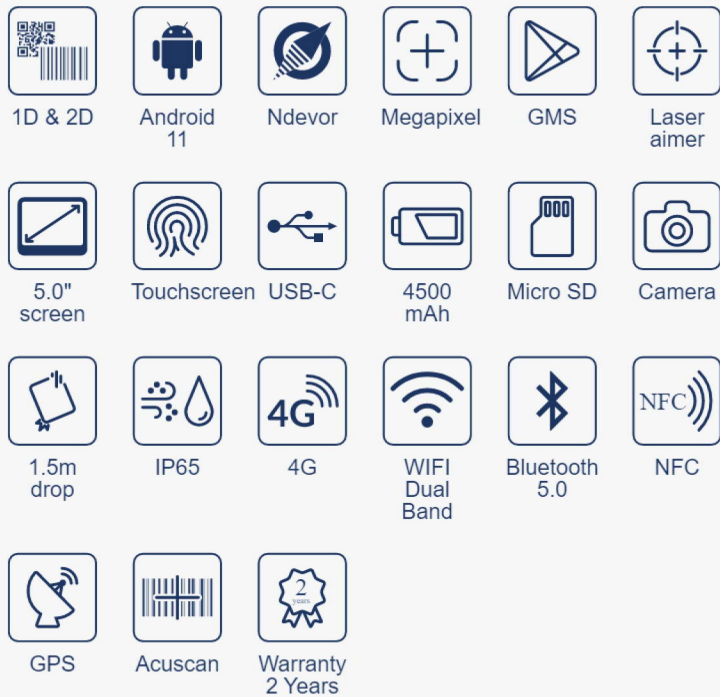 1D & 2D
Android
11
Ndevor
Megapixel
GMS
Laser
aimer
5.0"
screen
Touchscreen
USB-C
4500
mAh
Micro SD
Camera
4G
NFC
1.5m
drop
IP65
4G
WIFI
Dual
Band
Bluetooth
5.0
NFC
2
years
GPS
Acuscan
Warranty
2 Years